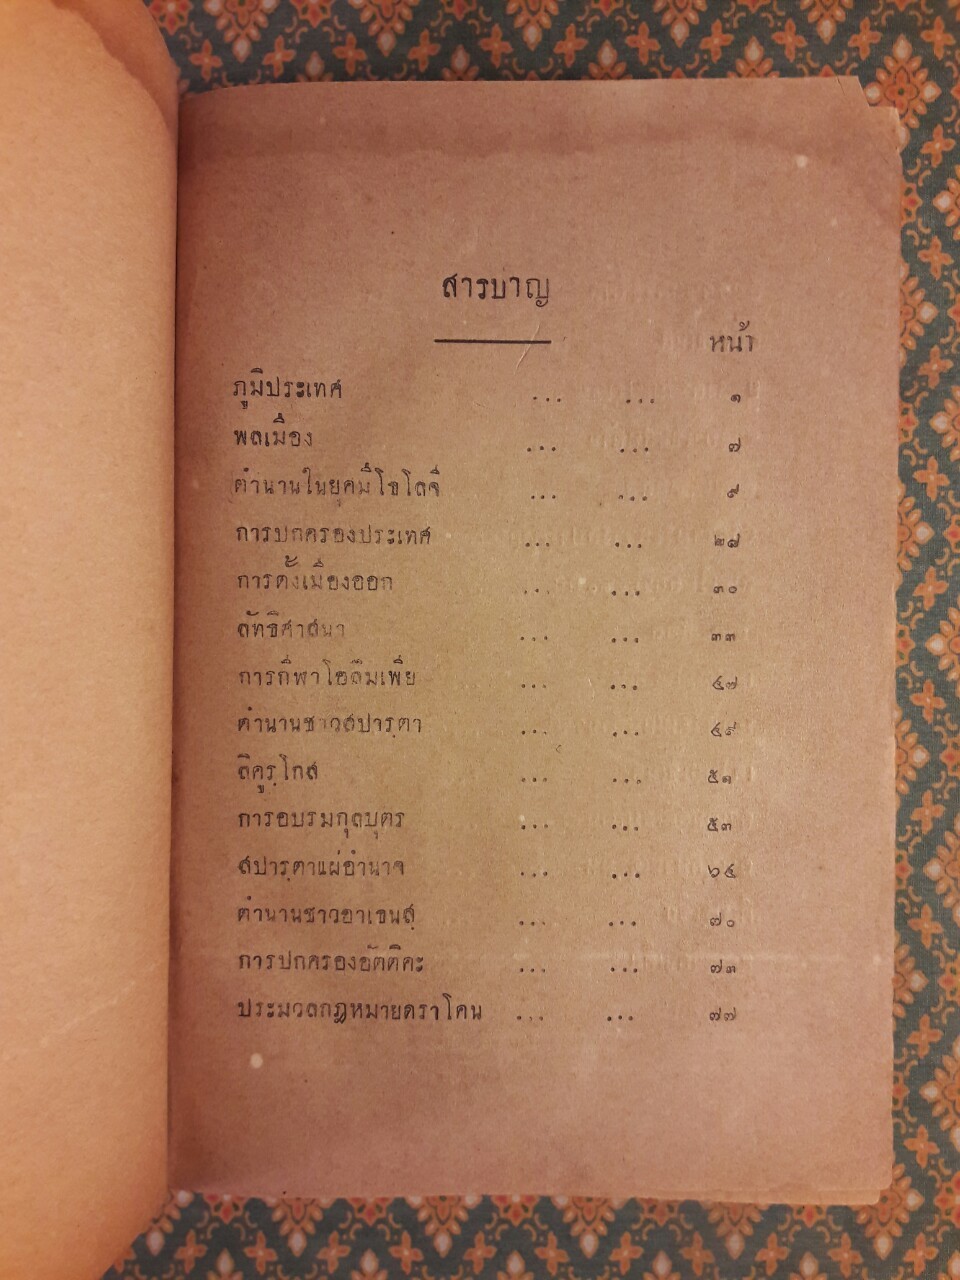 สารบาญ
หน้า
ภูมิประเทศ ... ... ๑
พลเมือง ... ... ๗
ตำนานในยุคมีโธโลจี ... ... ๙
การปกครองประเทศ ... ... ๒๘
การตั้งเมืองออก ... ... ๓๐
ลัทธิศาสนา ... ... ๓๓
การกีฬาโอลิมเพีย ... ... ๔๗
ตำนานชาวสปารฺตา ... ... ๔๙
ลิคูรฺโกส ... ... ๕๑
การอบรมกุลบุตร ... ... ๕๓
สปารฺตาแผ่อำนาจ ... ... ๖๔
ตำนานชาวอาเธนสฺ ... ... ๗๐
การปกครองอัตติคะ ... ... ๗๓
ประมวลกฎหมายดราโคน ... ... ๗๗